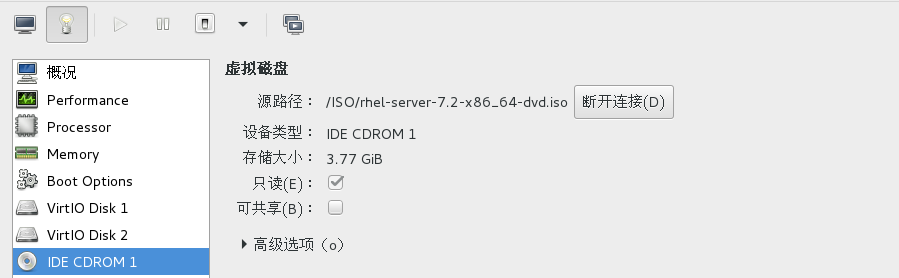 概况
Performance
Processor
Memory
Boot Options
VirtIO Disk 1
VirtIO Disk 2
IDE CDROM 1
虚拟磁盘
源路径： /ISO/rhel-server-7.2-x86_64-dvd.iso 断开连接(D)
设备类型： IDE CDROM 1
存储大小： 3.77 GiB
只读(E)：
可共享(B)：
高级选项（o）